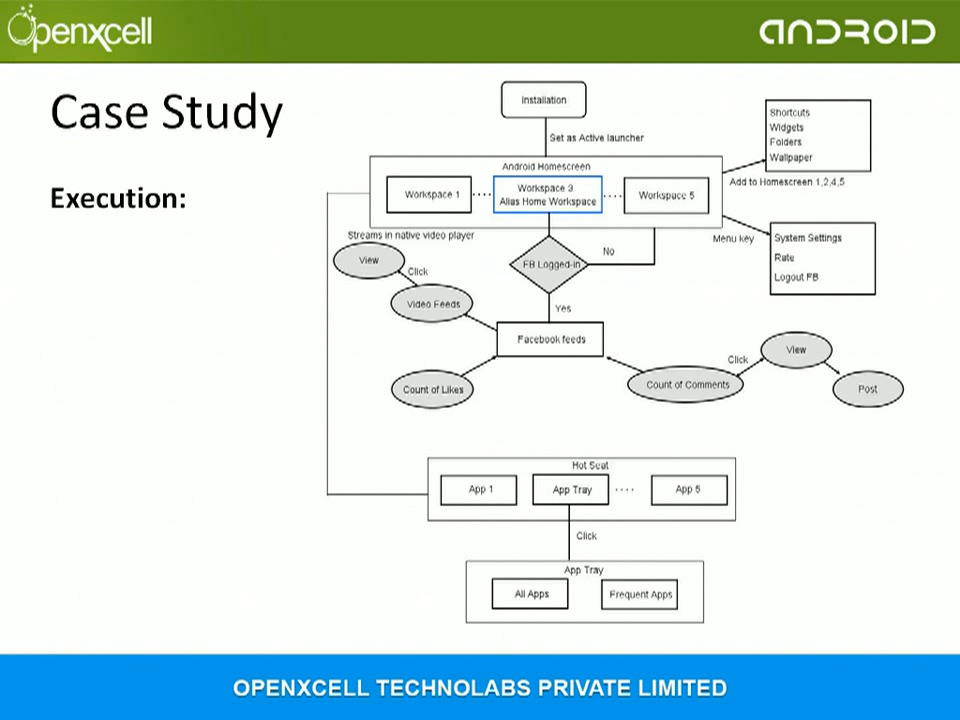 Openxcell
ANDROID
Case Study
Execution:
Installation
Set as Active launcher
Android Homescreen
Workspace 1
....
Workspace 3
Alias Home Workspace
....
Workspace 5
Shortcuts
Widgets
Folders
Wallpaper
Add to Homescreen 1,2,4,5
Menu key
System Settings
Rate
Logout FB
Streams in native video player
View
Click
Video Feeds
FB Logged-in
No
Yes
Facebook feeds
Count of Likes
Count of Comments
Click
View
Post
Hot Seat
App 1
App Tray
....
App 5
Click
App Tray
All Apps
Frequent Apps
OPENXCELL TECHNOLABS PRIVATE LIMITED